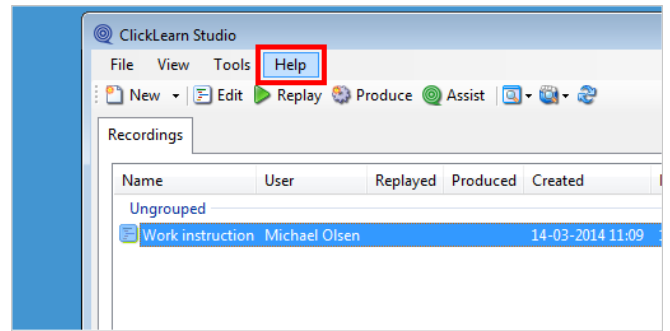 ClickLearn Studio
File View Tools Help
New Edit Replay Produce Assist
Recordings
Name User Replayed Produced Created
Ungrouped
Work instruction Michael Olsen 14-03-2014 11:09